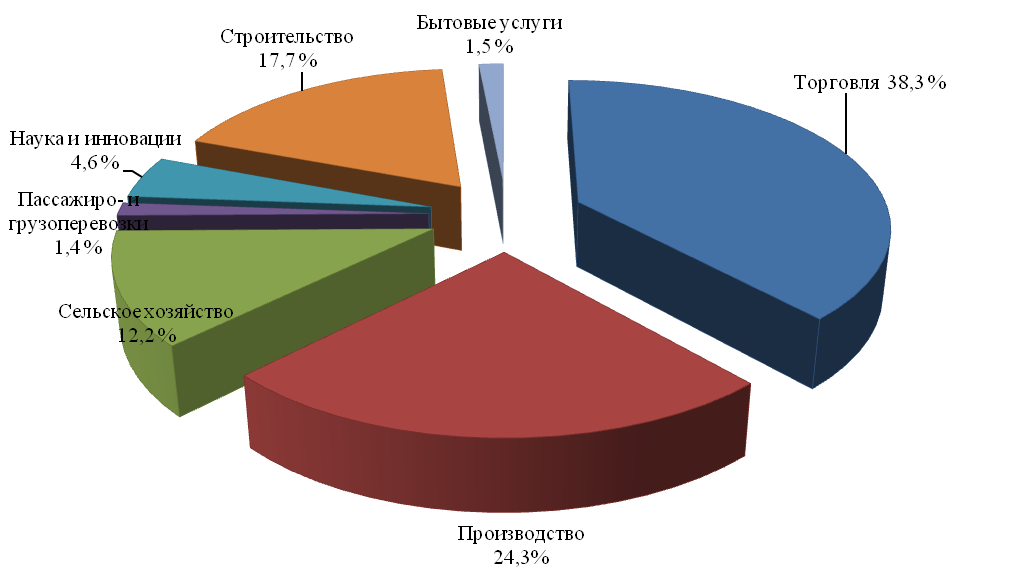 Бытовые услуги
1,5%
Строительство
17,7%
Торговля 38,3%
Наука и инновации
4,6%
Пассажиро- и
грузоперевозки
1,4%
Сельское хозяйство
12,2%
Производство
24,3%